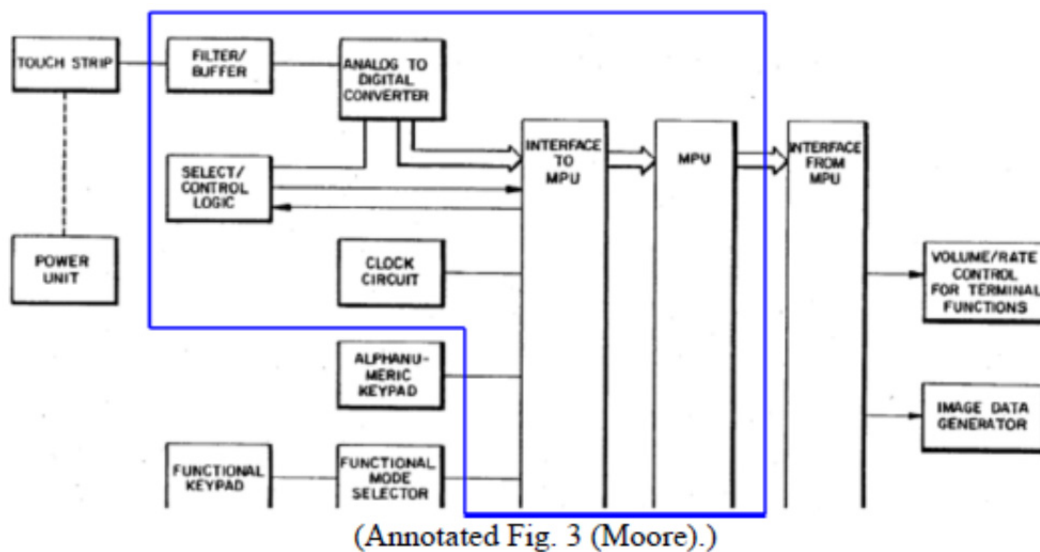 TOUCH STRIP
FILTER/
BUFFER
ANALOG TO
DIGITAL
CONVERTER
SELECT/
CONTROL
LOGIC
POWER
UNIT
CLOCK
CIRCUIT
ALPHANU-
MERIC
KEYPAD
FUNCTIONAL
KEYPAD
FUNCTIONAL
MODE
SELECTOR
INTERFACE
TO
MPU
MPU
INTERFACE
FROM
MPU
VOLUME/RATE
CONTROL
FOR TERMINAL
FUNCTIONS
IMAGE DATA
GENERATOR
(Annotated Fig. 3 (Moore).)